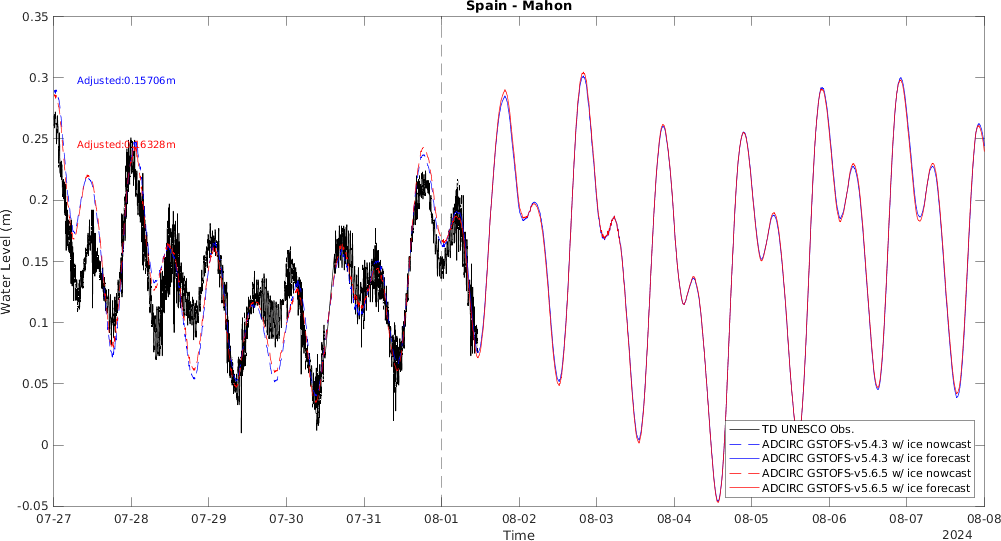 Spain - Mahon
0.35
0.3
0.25
0.2
0.15
0.1
0.05
0
-0.05
Water Level (m)
Adjusted:0.15706m
Adjusted:0.16328m
TD UNESCO Obs.
ADCIRC GSTOFS-v5.4.3 w/ ice nowcast
ADCIRC GSTOFS-v5.4.3 w/ ice forecast
ADCIRC GSTOFS-v5.6.5 w/ ice nowcast
ADCIRC GSTOFS-v5.6.5 w/ ice forecast
07-27 07-28 07-29 07-30 07-31 08-01 08-02 08-03 08-04 08-05 08-06 08-07 08-08
Time
2024